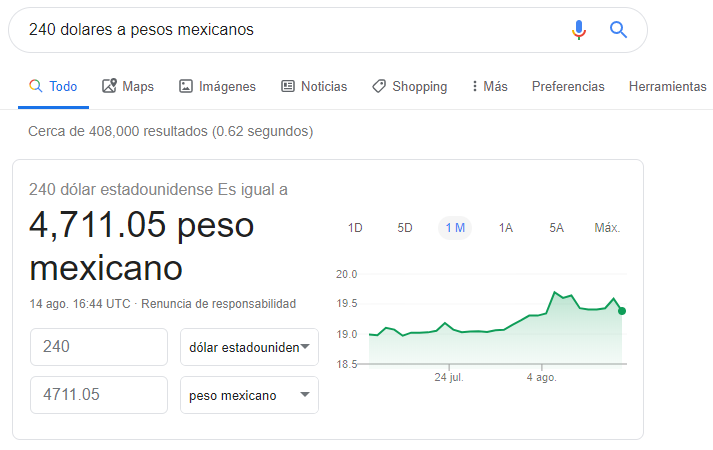 240 dolares a pesos mexicanos
Todo Maps Imágenes Noticias Shopping Más Preferencias Herramientas
Cerca de 408,000 resultados (0.62 segundos)
240 dólar estadounidense Es igual a
4,711.05 peso
mexicano
14 ago. 16:44 UTC · Renuncia de responsabilidad
240 dólar estadouniden
4711.05 peso mexicano
1D 5D 1 M 1A 5A Máx.
20.0
19.5
19.0
18.5
24 jul. 4 ago.